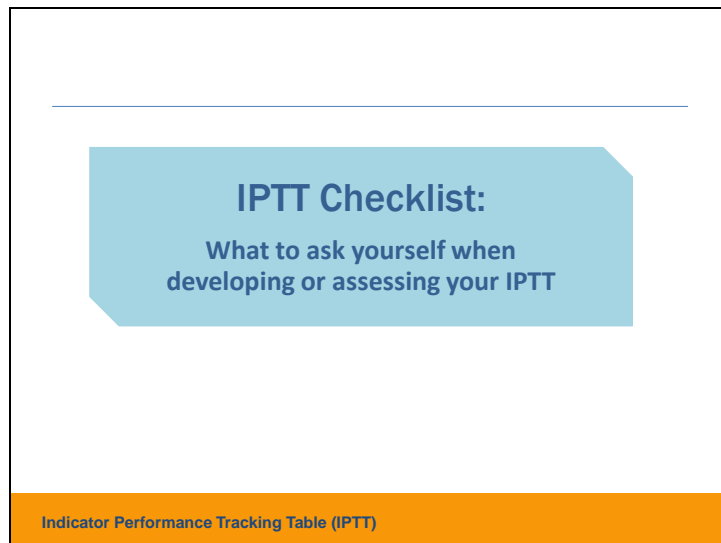 IPTT Checklist:
What to ask yourself when
developing or assessing your IPTT
Indicator Performance Tracking Table (IPTT)